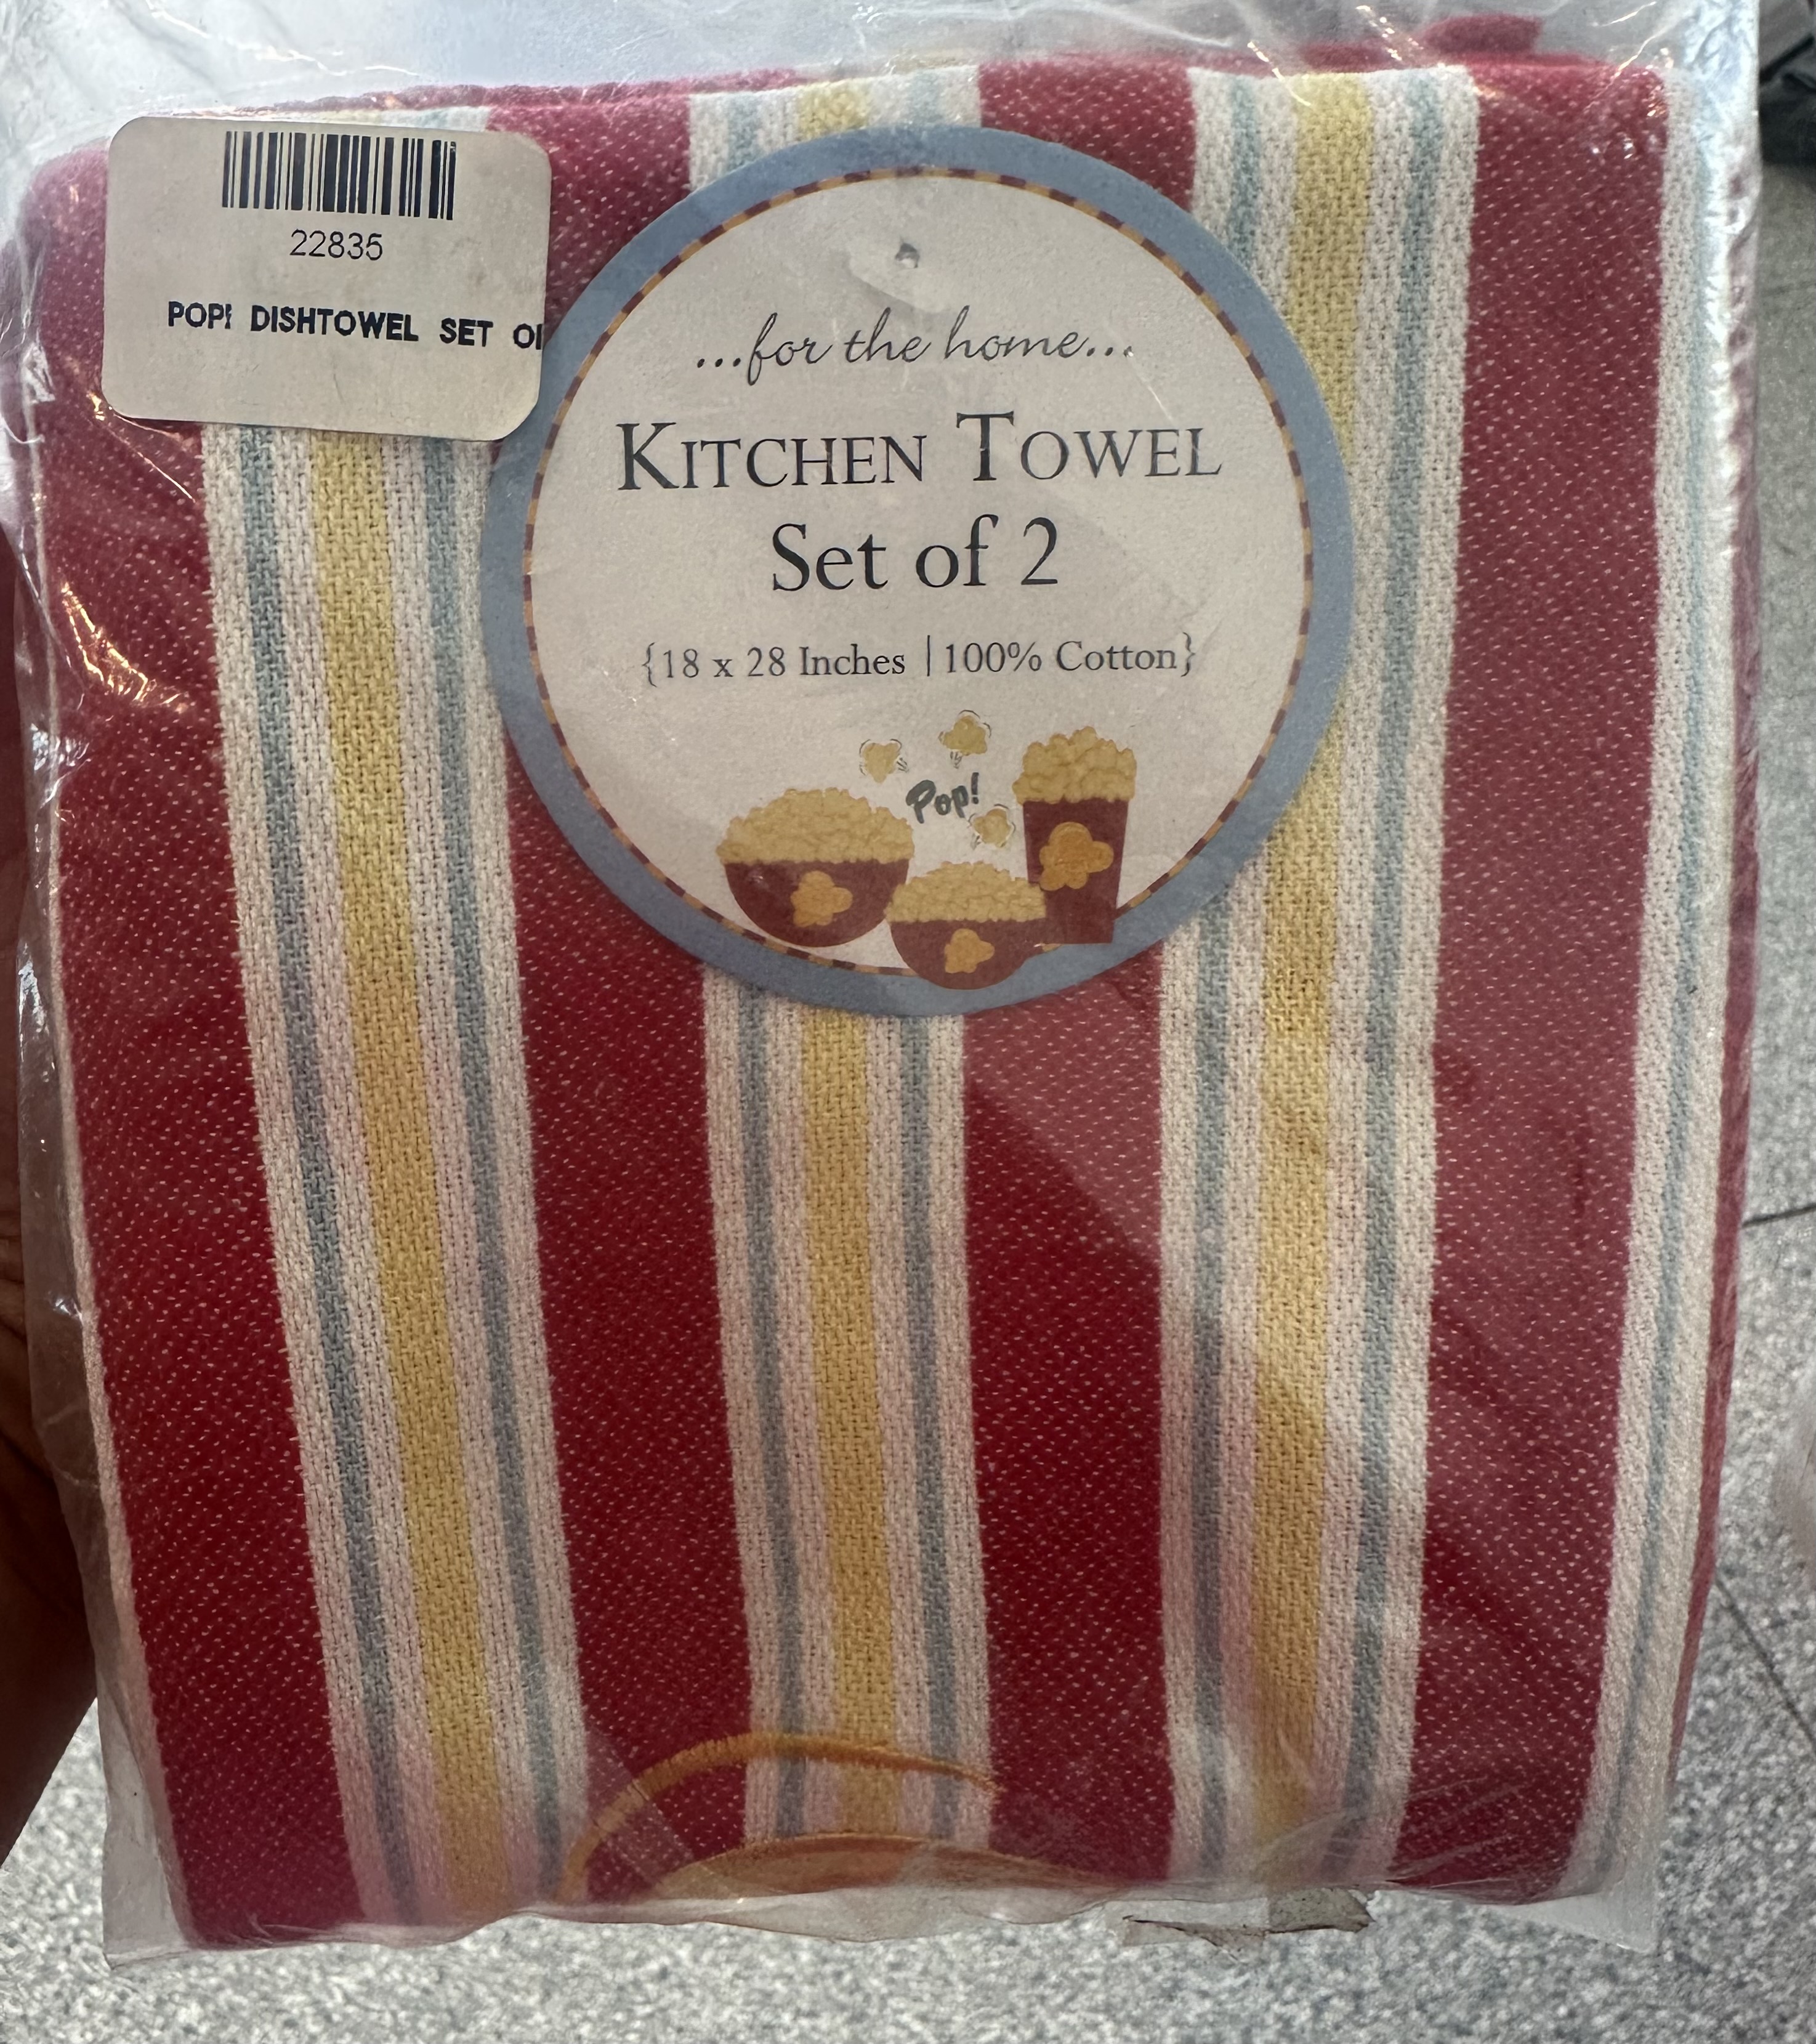 22835
POP! DISHTOWEL SET
...for the home...
KITCHEN TOWEL
Set of 2
{18 x 28 Inches | 100% Cotton}
Pop!